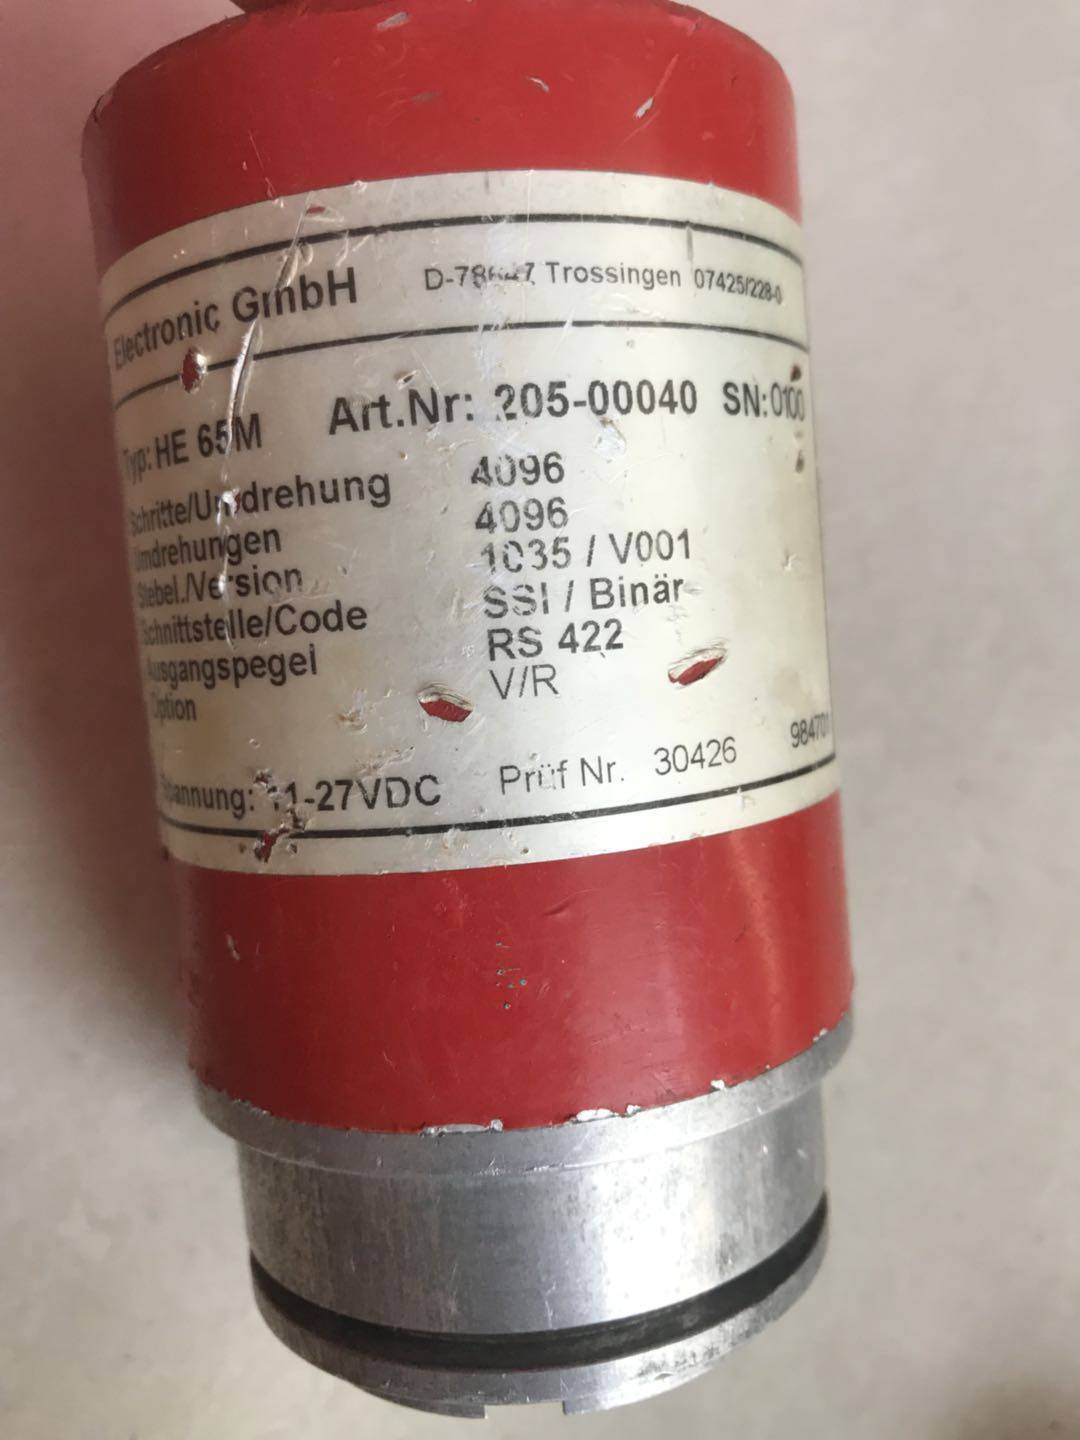 Electronic GmbH D-78647 Trossingen 07425/228-0
Typ: HE 65M Art.Nr: 205-00040 SN:0100
Schritte/Umdrehung 4096
Umdrehungen 4096
Stebel./Version 1035 / V001
Schnittstelle/Code SSI / Binär
Ausgangspegel RS 422
Option V/R
Spannung: 11-27VDC Prüf Nr. 30426 984701